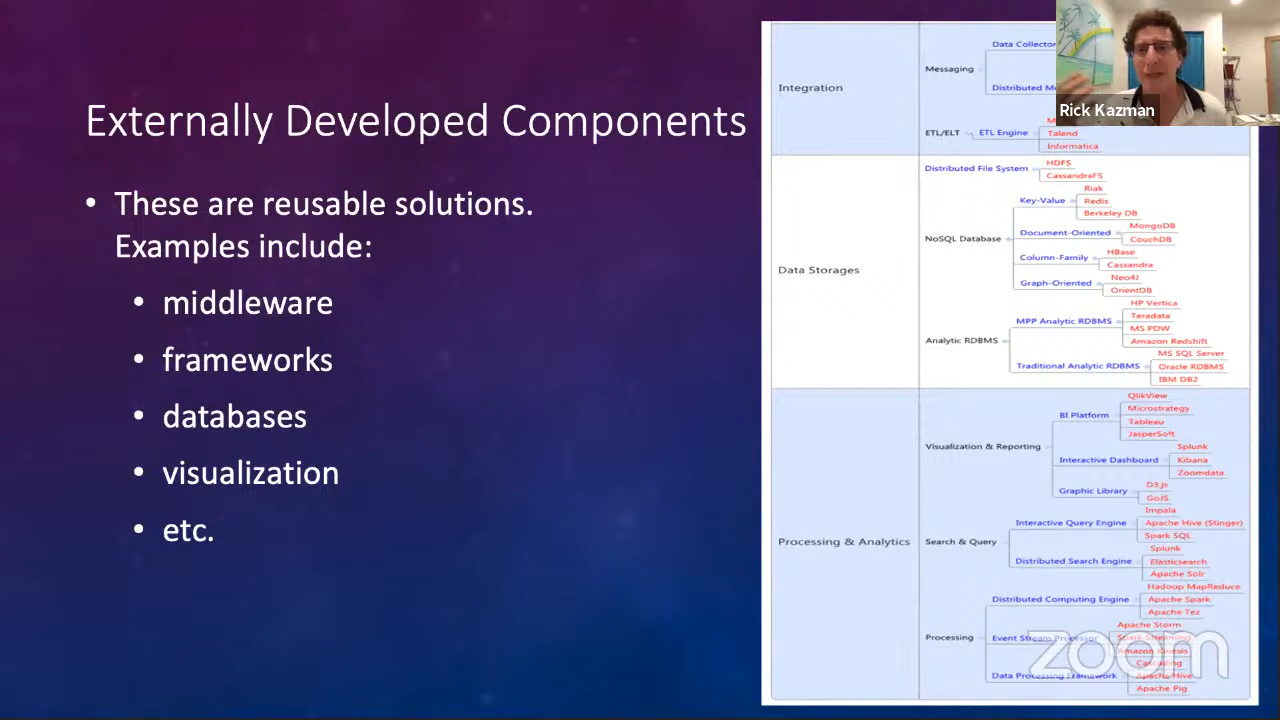 Externally Developed Components
• These are reusable solutions.
Examples include:
• middleware
• frameworks
• databases
• visualization
• etc.
Rick Kazman
Integration
Messaging
Data Collector
Distributed
ETL/ELT
ETL Engine
Talend
Informatica
Data Storages
Distributed File System
HDFS
CassandraFS
NoSQL Database
Key-Value
Riak
Redis
Berkeley DB
Document-Oriented
MongoDB
CouchDB
Column-Family
HBase
Cassandra
Graph-Oriented
Neo4J
OrientDB
Analytic RDBMS
MPP Analytic RDBMS
HP Vertica
Teradata
MS PDW
Amazon Redshift
Traditional Analytic RDBMS
MS SQL Server
Oracle RDBMS
IBM DB2
Processing & Analytics
Visualization & Reporting
BI Platform
QlikView
Microstrategy
Tableau
JasperSoft
Interactive Dashboard
Splunk
Kibana
Zoomdata
Graphic Library
D3.js
GoJS
Search & Query
Interactive Query Engine
Impala
Apache Hive (Stinger)
Spark SQL
Distributed Search Engine
Splunk
Elasticsearch
Apache Solr
Processing
Distributed Computing Engine
Hadoop MapReduce
Apache Spark
Apache Tez
Event Stream Processor
Apache Storm
Spark Streaming
Amazon Kinesis
Data Processing Framework
Cascading
Apache Hive
Apache Pig
zoom